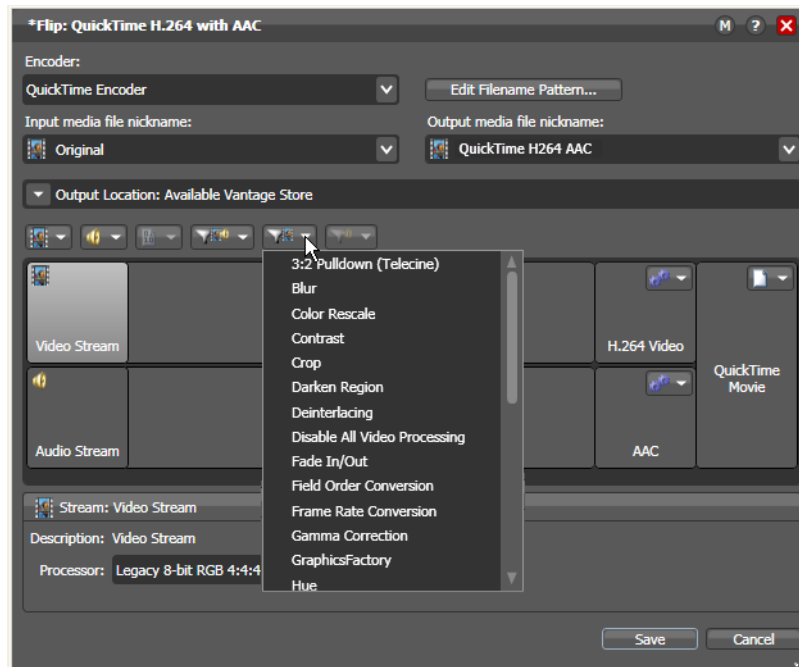 *Flip: QuickTime H.264 with AAC
M ? X
Encoder:
QuickTime Encoder
Edit Filename Pattern...
Input media file nickname:
Output media file nickname:
Original
QuickTime H264 AAC
Output Location: Available Vantage Store
3:2 Pulldown (Telecine)
Blur
Color Rescale
Contrast
Crop
Darken Region
Deinterlacing
Disable All Video Processing
Fade In/Out
Field Order Conversion
Frame Rate Conversion
Gamma Correction
GraphicsFactory
Hue
Video Stream
H.264 Video
QuickTime
Movie
Audio Stream
AAC
Stream: Video Stream
Description: Video Stream
Processor: Legacy 8-bit RGB 4:4:4
Save
Cancel